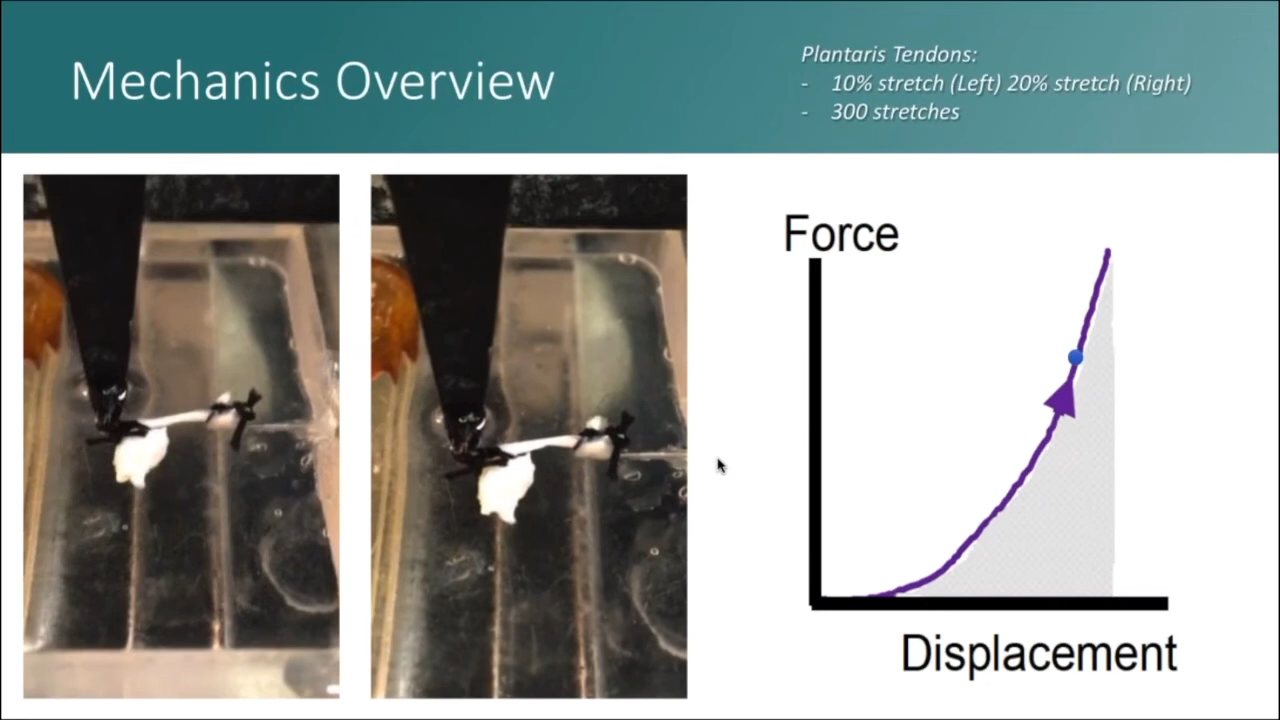 Mechanics Overview
Plantaris Tendons:
- 10% stretch (Left) 20% stretch (Right)
- 300 stretches
Force
Displacement